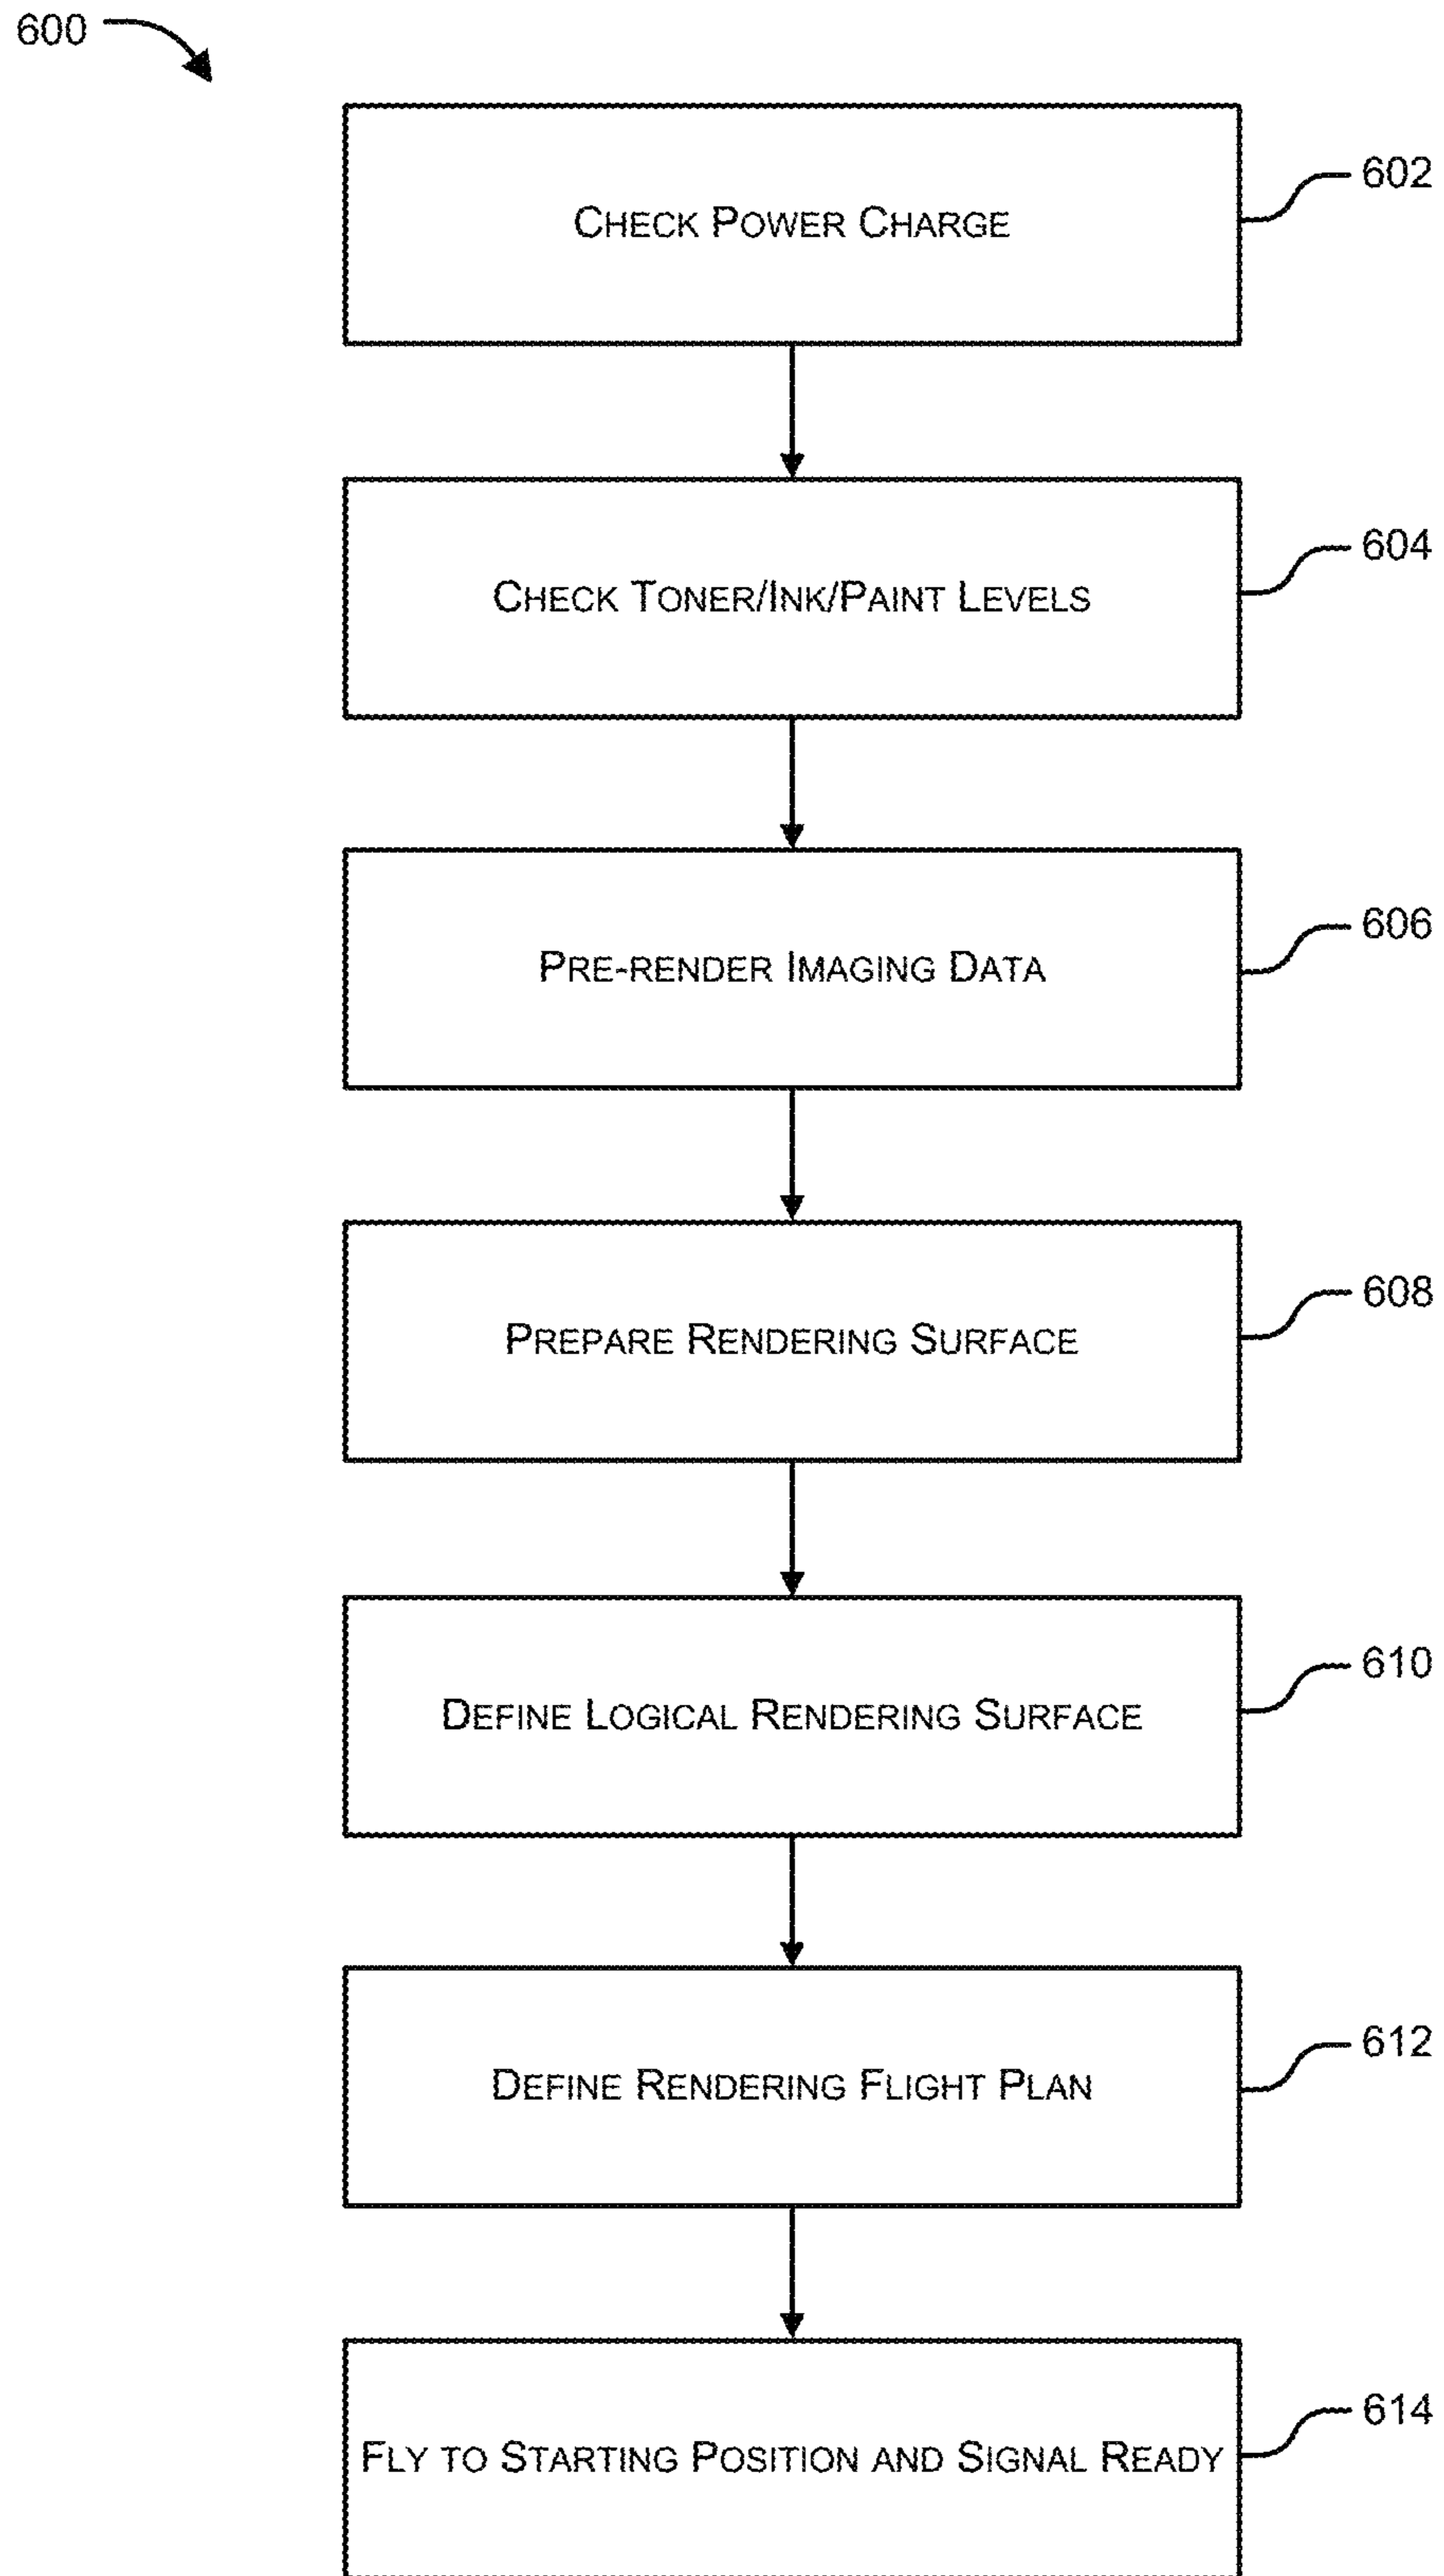 600
CHECK POWER CHARGE
602
CHECK TONER/INK/PAINT LEVELS
604
PRE-RENDER IMAGING DATA
606
PREPARE RENDERING SURFACE
608
DEFINE LOGICAL RENDERING SURFACE
610
DEFINE RENDERING FLIGHT PLAN
612
FLY TO STARTING POSITION AND SIGNAL READY
614